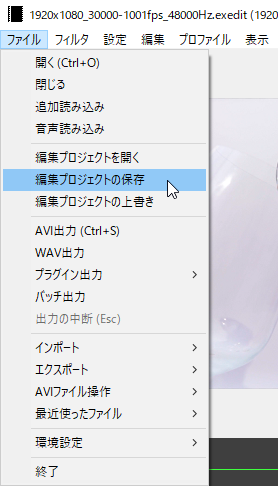 1920x1080_30000-1001fps_48000Hz.exedit (1920
ファイル フィルタ 設定 編集 プロファイル 表示
開く(Ctrl+O)
閉じる
追加読み込み
音声読み込み
編集プロジェクトを開く
編集プロジェクトの保存
編集プロジェクトの上書き
AVI出力 (Ctrl+S)
WAV出力
プラグイン出力
バッチ出力
出力の中断 (Esc)
インポート
エクスポート
AVIファイル操作
最近使ったファイル
環境設定
終了